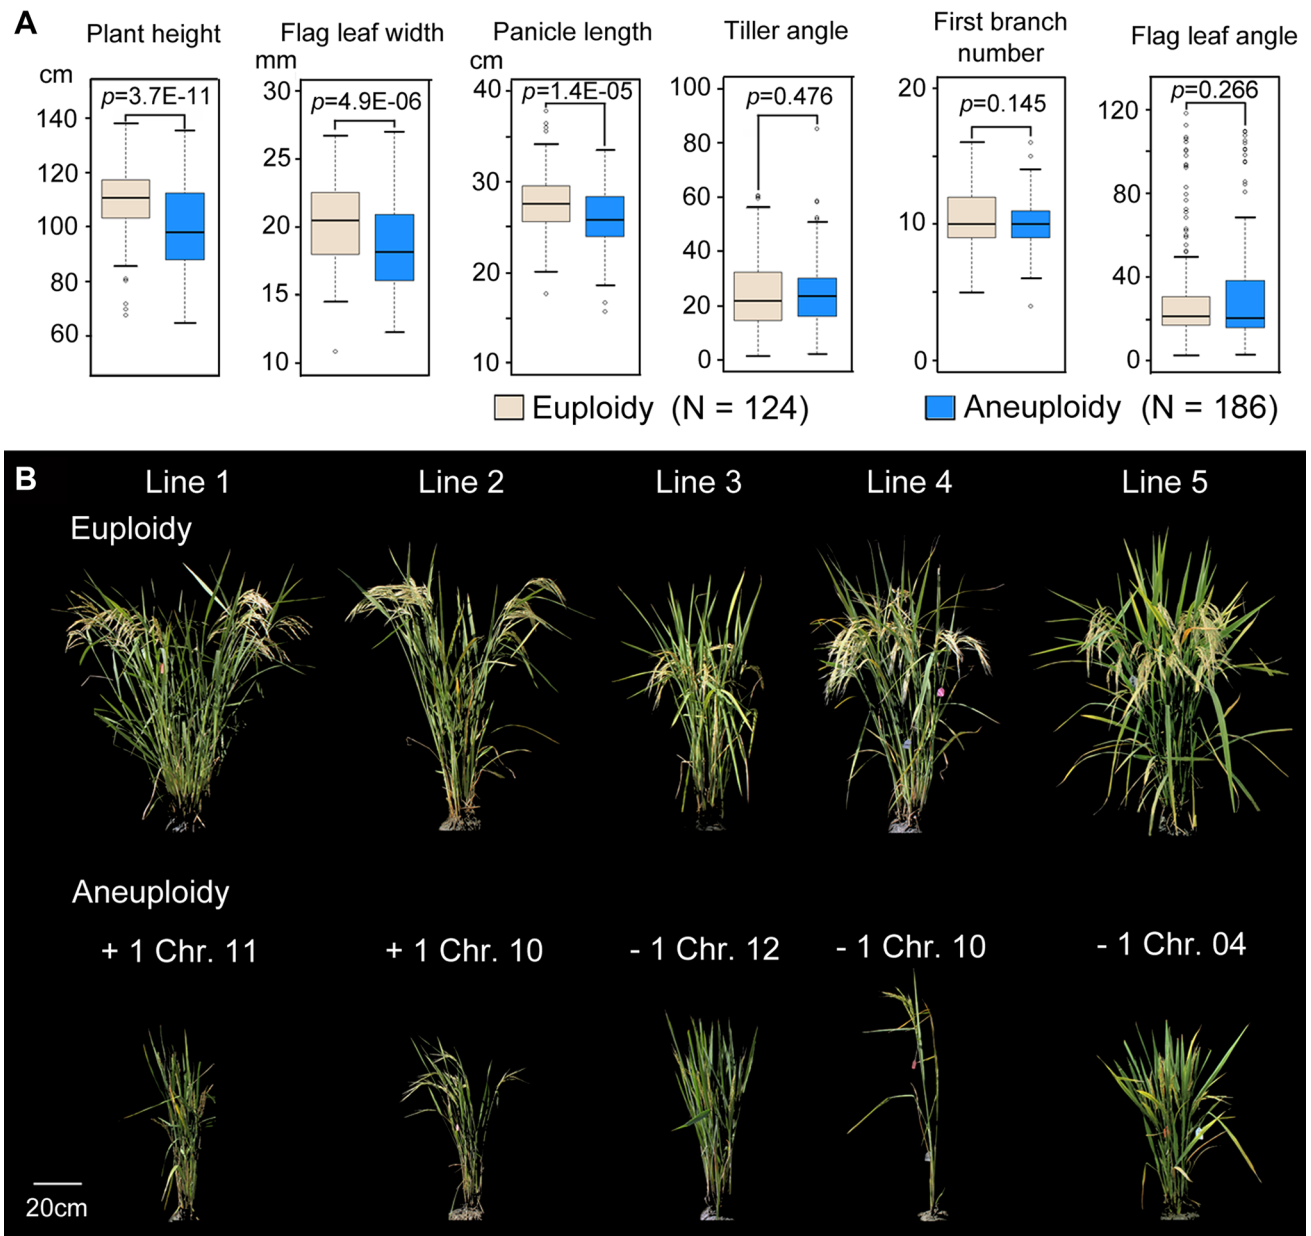 A
Plant height
Flag leaf width
Panicle length
Tiller angle
First branch
number
Flag leaf angle
cm
140
120
100
80
60
p=3.7E-11
mm
30
25
20
15
10
p=4.9E-06
cm
40
30
20
10
p=1.4E-05
100
80
60
40
20
0
p=0.476
20
10
0
p=0.145
120
80
40
0
p=0.266
Euploidy (N = 124)
Aneuploidy (N = 186)
B
Line 1
Line 2
Line 3
Line 4
Line 5
Euploidy
Aneuploidy
+ 1 Chr. 11
+ 1 Chr. 10
- 1 Chr. 12
- 1 Chr. 10
- 1 Chr. 04
20cm